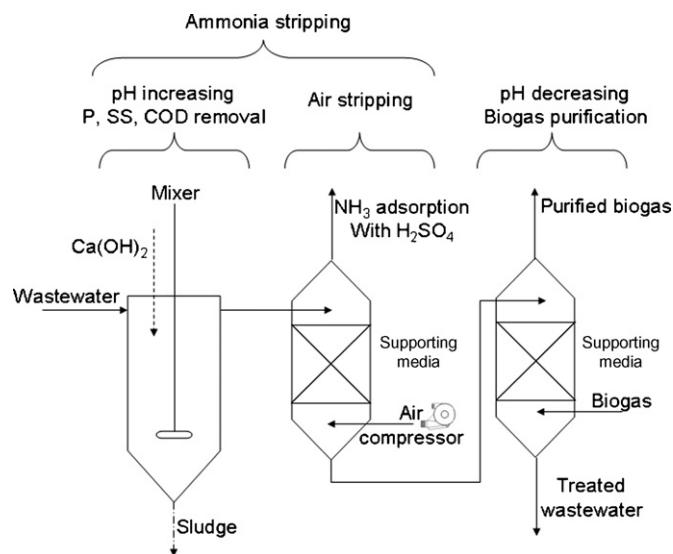 Ammonia stripping
pH increasing
P, SS, COD removal
Air stripping
pH decreasing
Biogas purification
Mixer
Ca(OH)2
Wastewater
NH3 adsorption
With H2SO4
Purified biogas
Supporting
media
Supporting
media
Air
compressor
Biogas
Sludge
Treated
wastewater